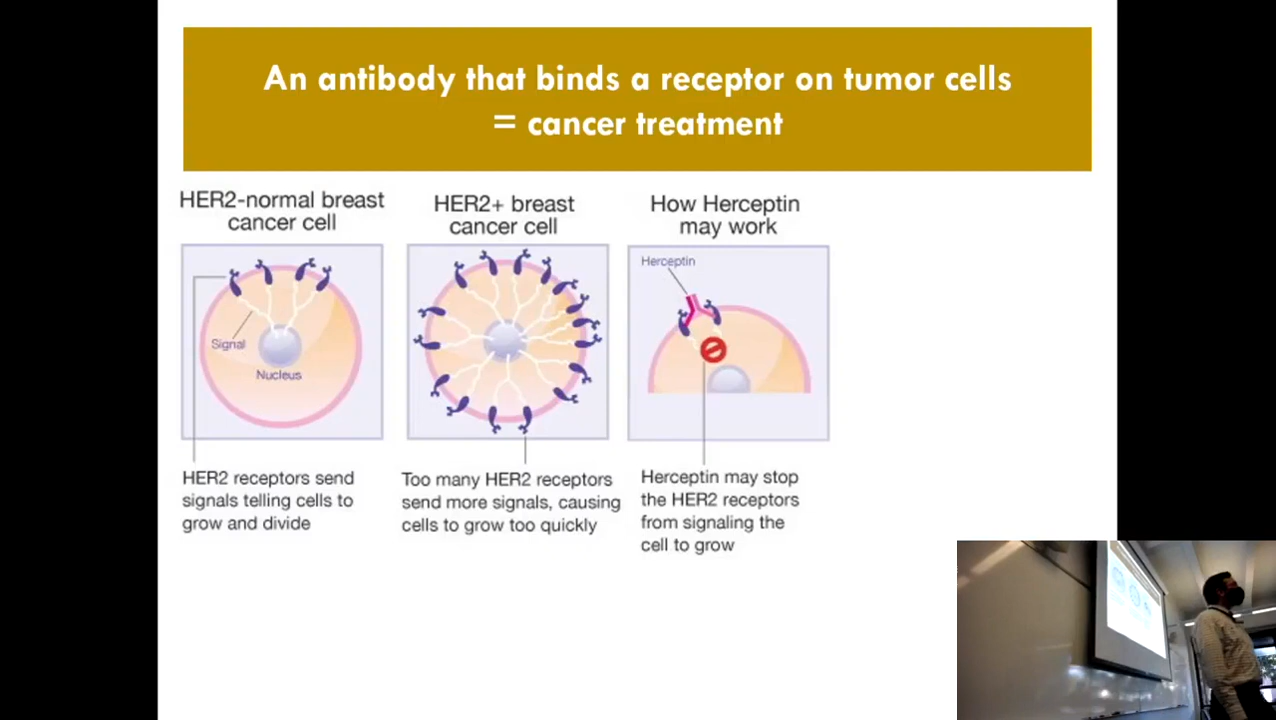 An antibody that binds a receptor on tumor cells
= cancer treatment
HER2-normal breast
cancer cell
Signal
Nucleus
HER2 receptors send
signals telling cells to
grow and divide
HER2+ breast
cancer cell
Too many HER2 receptors
send more signals, causing
cells to grow too quickly
How Herceptin
may work
Herceptin
Herceptin may stop
the HER2 receptors
from signaling the
cell to grow